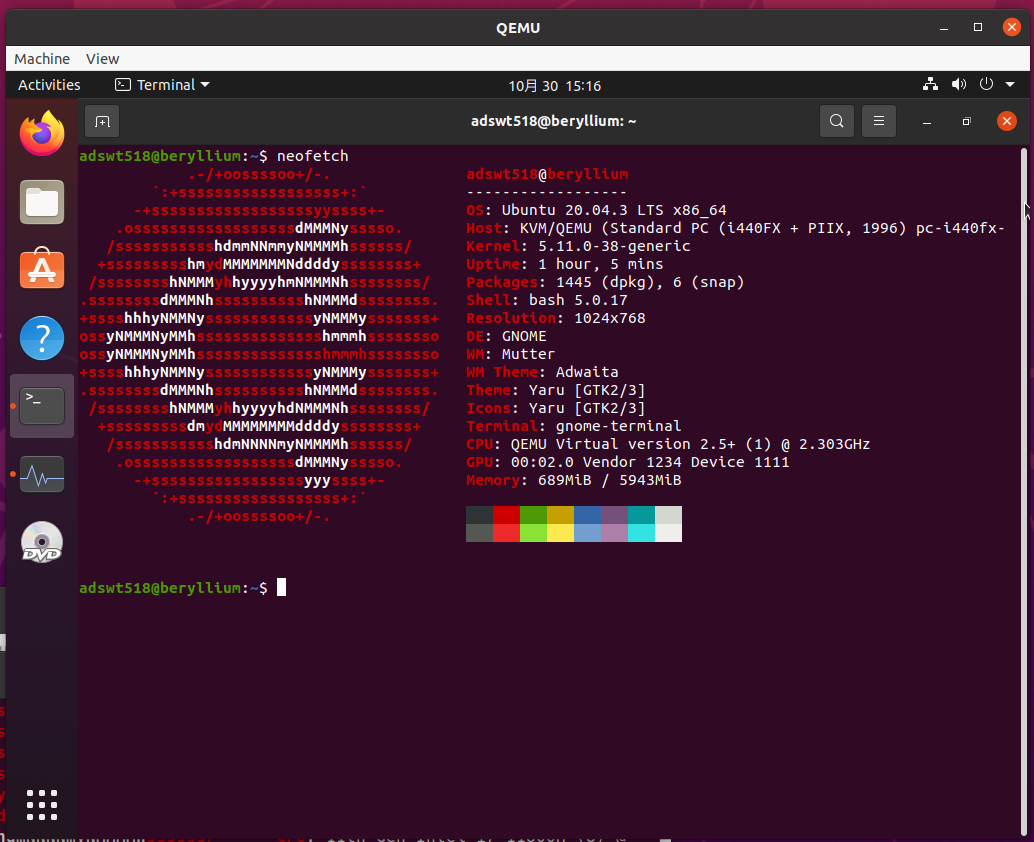 QEMU
Machine View
Activities Terminal 10月 30 15:16
adswt518@beryllium: ~
adswt518@beryllium:~$ neofetch
.-/+oossssoo+/-. adswt518@beryllium
`:+ssssssssssssssssss+:` ------------------
-+ssssssssssssssssssyyssss+- OS: Ubuntu 20.04.3 LTS x86_64
.ossssssssssssssssssdMMMNysssso. Host: KVM/QEMU (Standard PC (i440FX + PIIX, 1996) pc-i440fx-
/ssssssssssshdmmNNmmyNMMMMhssssss/ Kernel: 5.11.0-38-generic
+ssssssssshmydMMMMMMMNddddyssssssss+ Uptime: 1 hour, 5 mins
/sssssssshNMMMyhhyyyyhmNMMMNhssssssss/ Packages: 1445 (dpkg), 6 (snap)
.ssssssssdMMMNhsssssssssshNMMMdssssssss. Shell: bash 5.0.17
+sssshhhyNMMNyssssssssssssyNMMMysssssss+ Resolution: 1024x768
ossyNMMMNyMMhsssssssssssssshmmmhssssssso DE: GNOME
ossyNMMMNyMMhsssssssssssssshmmmhssssssso WM: Mutter
+sssshhhyNMMNyssssssssssssyNMMMysssssss+ WM Theme: Adwaita
.ssssssssdMMMNhsssssssssshNMMMdssssssss. Theme: Yaru [GTK2/3]
/sssssssshNMMMyhhyyyyhdNMMMNhssssssss/ Icons: Yaru [GTK2/3]
+sssssssssdmydMMMMMMMMddddyssssssss+ Terminal: gnome-terminal
/ssssssssssshdmNNNNmyNMMMMhssssss/ CPU: QEMU Virtual version 2.5+ (1) @ 2.303GHz
.ossssssssssssssssssdMMMNysssso. GPU: 00:02.0 Vendor 1234 Device 1111
-+sssssssssssssssssyyyssss+- Memory: 689MiB / 5943MiB
`:+ssssssssssssssssss+:`
.-/+oossssoo+/-.
adswt518@beryllium:~$
DVD